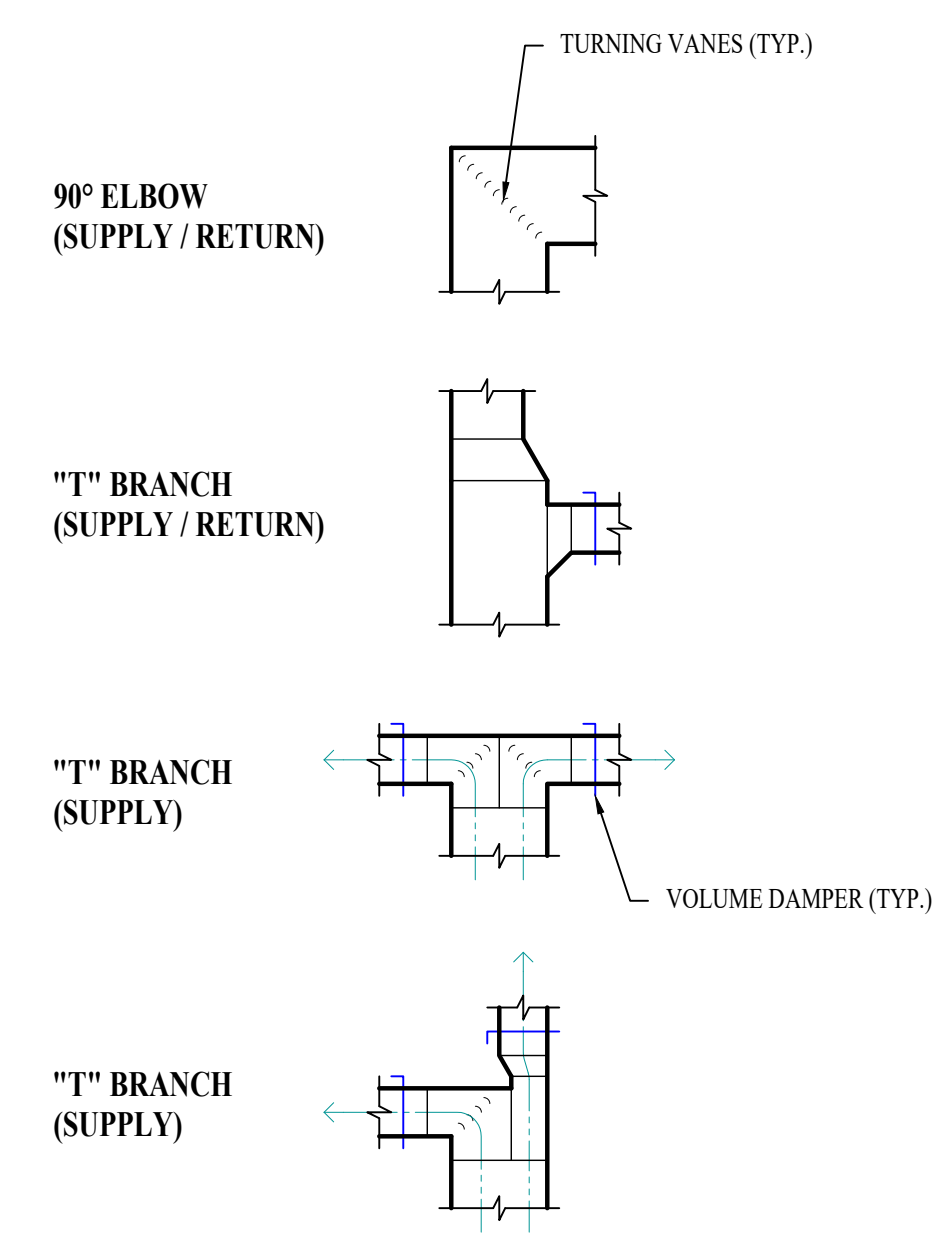 TURNING VANES (TYP.)
90° ELBOW
(SUPPLY / RETURN)
"T" BRANCH
(SUPPLY / RETURN)
"T" BRANCH
(SUPPLY)
VOLUME DAMPER (TYP.)
"T" BRANCH
(SUPPLY)